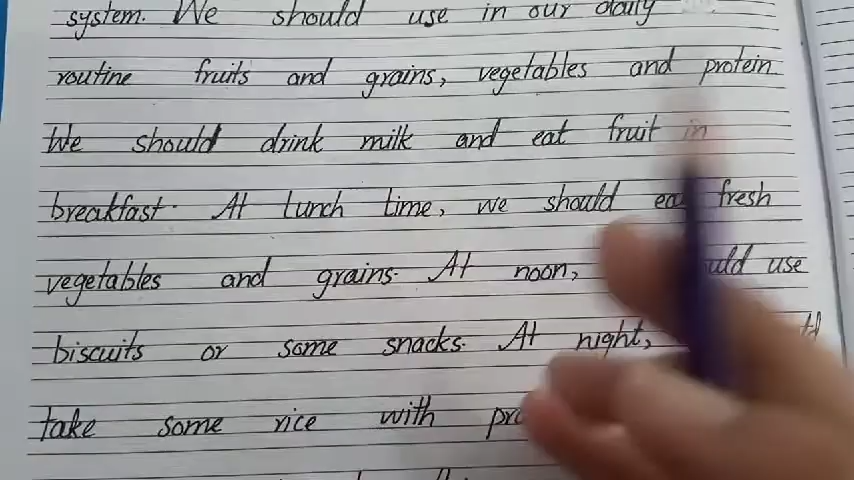 system. We should use in our daily
routine fruits and grains, vegetables and protein
We should drink milk and eat fruit in
breakfast. At lunch time, we should eat fresh
vegetables and grains. At noon, should use
biscuits or some snacks. At night,
take some rice with